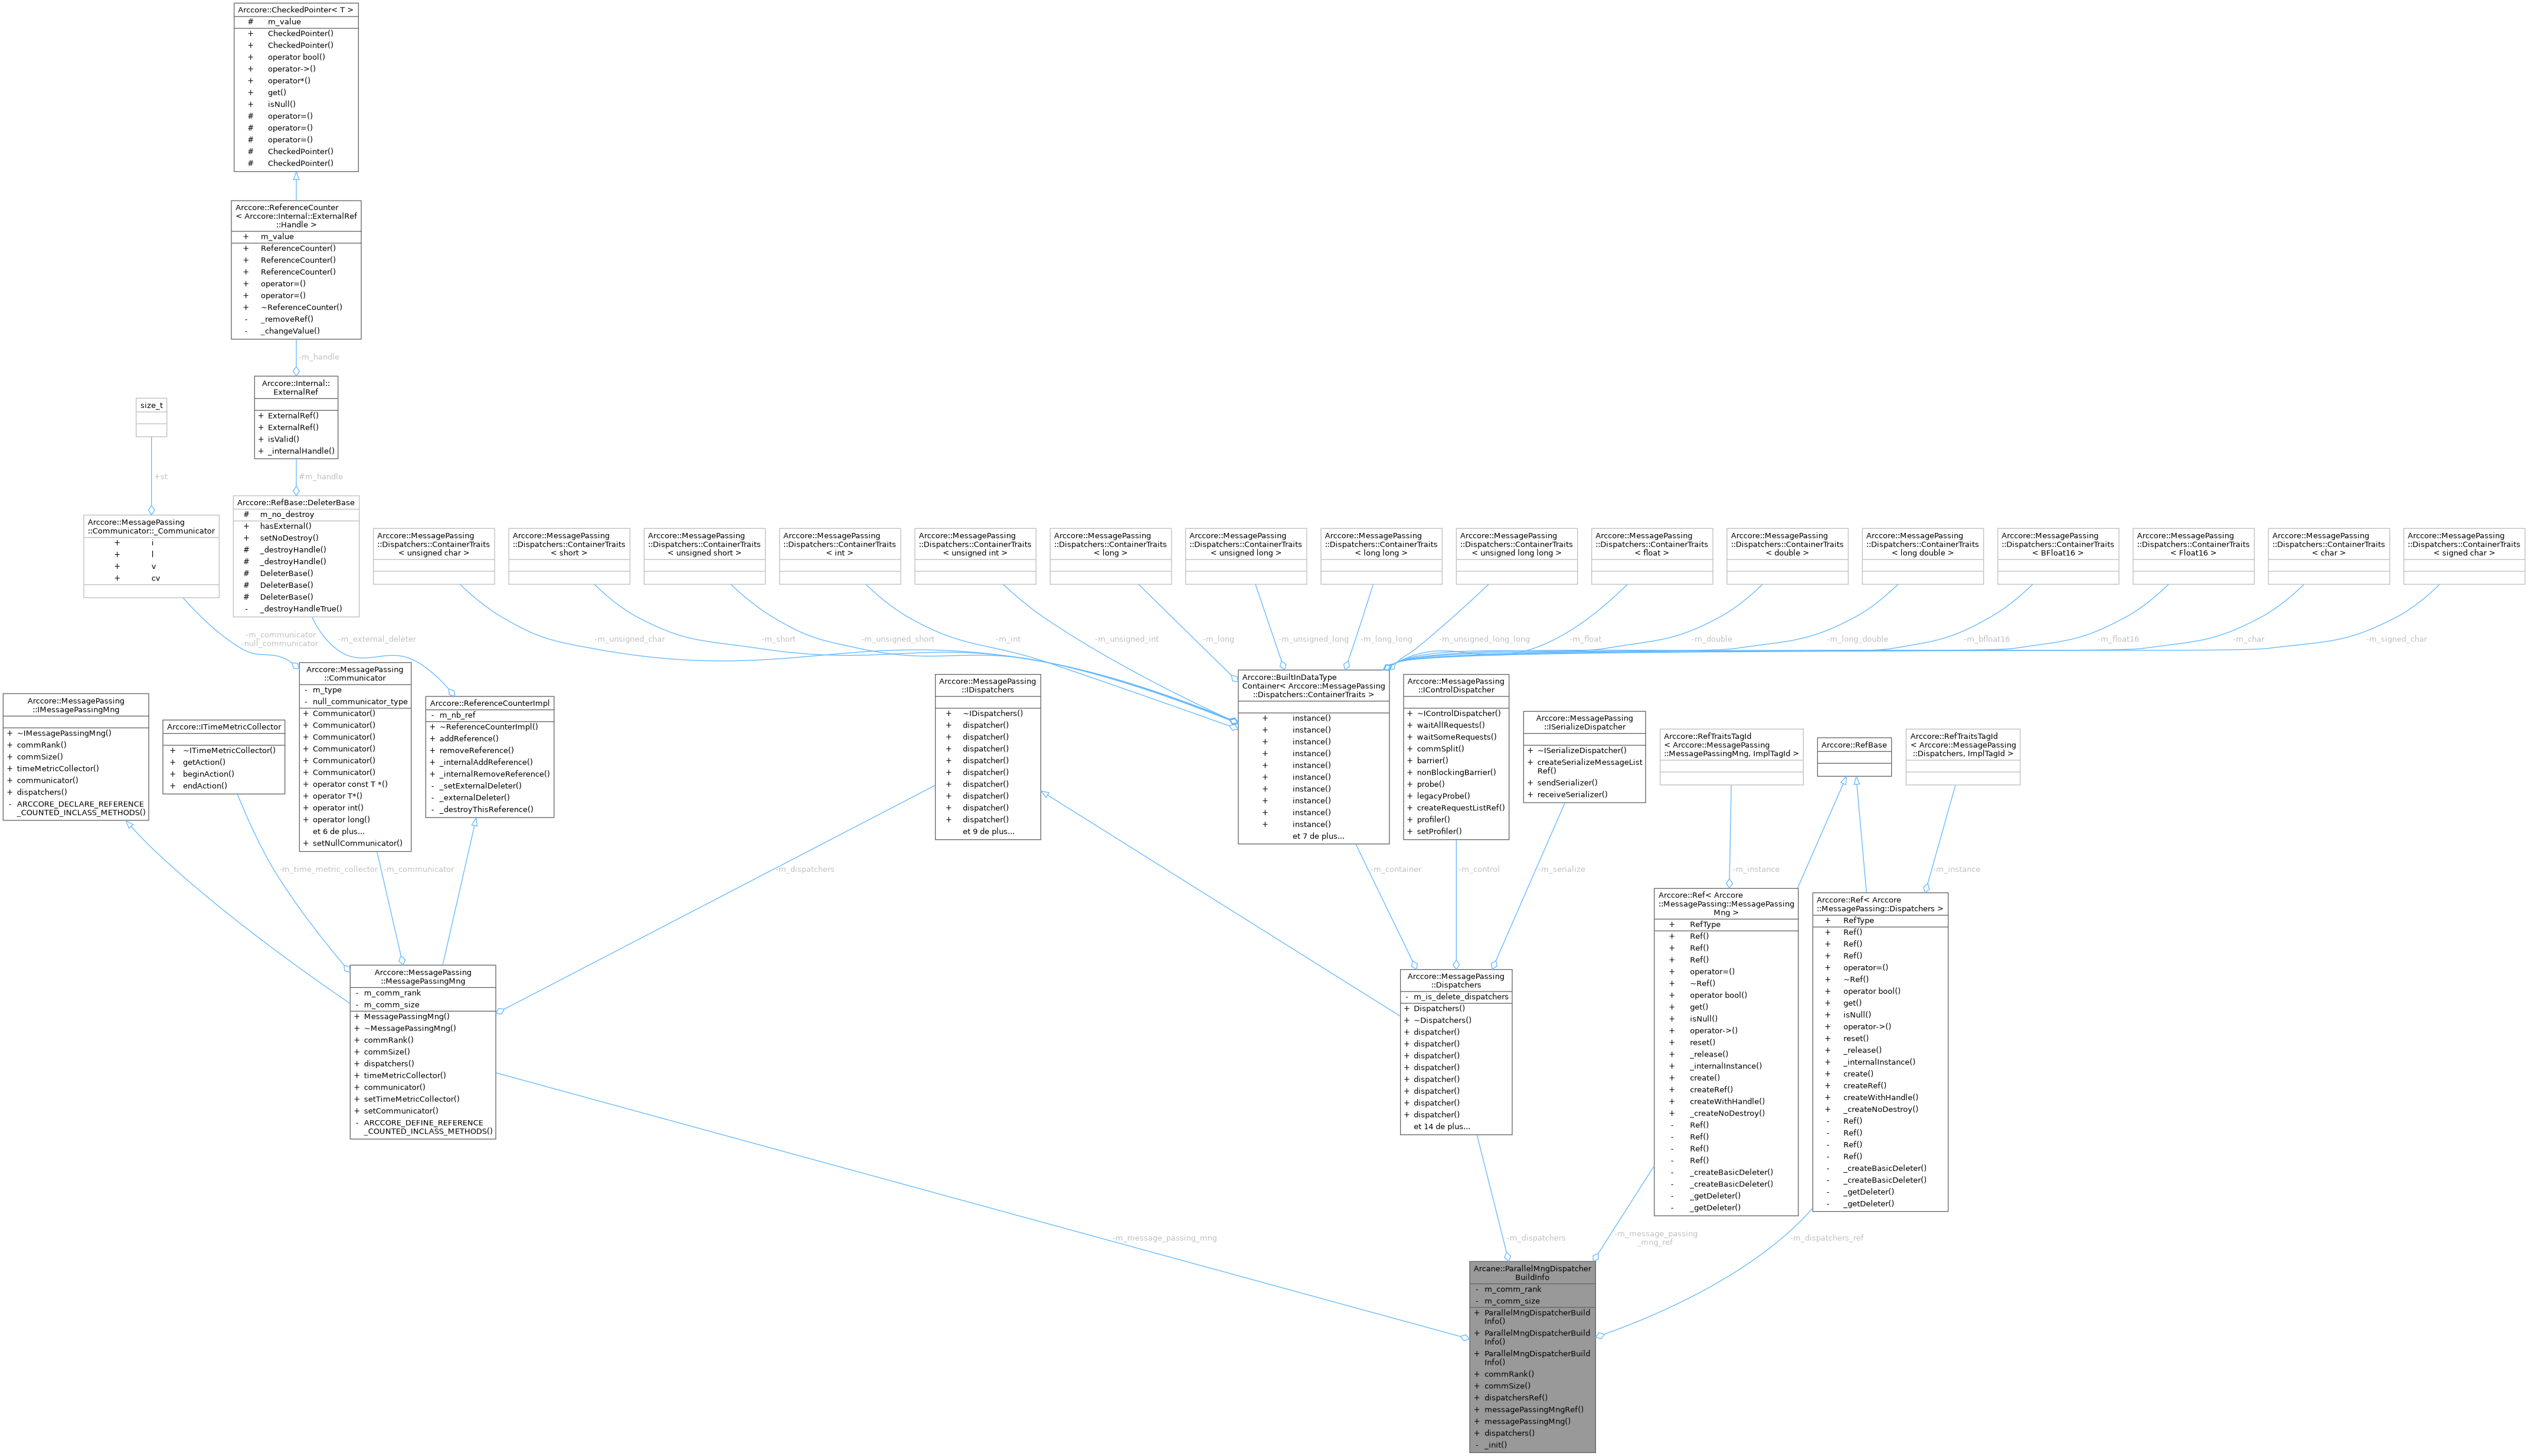 Arccore::CheckedPointer< T >
# m_value
+ CheckedPointer()
+ CheckedPointer()
+ operator bool()
+ operator->()
+ operator*()
+ get()
+ isNull()
# operator=()
# operator=()
# operator=()
# CheckedPointer()
# CheckedPointer()
Arccore::ReferenceCounter
< Arccore::Internal::ExternalRef
::Handle >
+ m_value
+ ReferenceCounter()
+ ReferenceCounter()
+ ReferenceCounter()
+ operator=()
+ operator=()
+ ~ReferenceCounter()
- _removeRef()
- _changeValue()
-m_handle
Arccore::Internal::
ExternalRef
+ ExternalRef()
+ ExternalRef()
+ isValid()
+ _internalHandle()
size_t
+st
#m_handle
Arccore::MessagePassing
::Communicator::_Communicator
+ i
+ l
+ v
+ cv
Arccore::RefBase::DeleterBase
# m_no_destroy
+ hasExternal()
+ setNoDestroy()
# _destroyHandle()
# _destroyHandle()
# DeleterBase()
# DeleterBase()
# DeleterBase()
- _destroyHandleTrue()
Arccore::MessagePassing
::Dispatchers::ContainerTraits
< unsigned char >
Arccore::MessagePassing
::Dispatchers::ContainerTraits
< short >
Arccore::MessagePassing
::Dispatchers::ContainerTraits
< unsigned short >
Arccore::MessagePassing
::Dispatchers::ContainerTraits
< int >
Arccore::MessagePassing
::Dispatchers::ContainerTraits
< unsigned int >
Arccore::MessagePassing
::Dispatchers::ContainerTraits
< long >
Arccore::MessagePassing
::Dispatchers::ContainerTraits
< unsigned long >
Arccore::MessagePassing
::Dispatchers::ContainerTraits
< long long >
Arccore::MessagePassing
::Dispatchers::ContainerTraits
< unsigned long long >
Arccore::MessagePassing
::Dispatchers::ContainerTraits
< float >
Arccore::MessagePassing
::Dispatchers::ContainerTraits
< double >
Arccore::MessagePassing
::Dispatchers::ContainerTraits
< long double >
Arccore::MessagePassing
::Dispatchers::ContainerTraits
< BFloat16 >
Arccore::MessagePassing
::Dispatchers::ContainerTraits
< Float16 >
Arccore::MessagePassing
::Dispatchers::ContainerTraits
< char >
Arccore::MessagePassing
::Dispatchers::ContainerTraits
< signed char >
-m_communicator
-null_communicator
-m_external_deleter
-m_unsigned_char
-m_short
-m_unsigned_short
-m_int
-m_unsigned_int
-m_long
-m_unsigned_long
-m_long_long
-m_unsigned_long_long
-m_float
-m_double
-m_long_double
-m_bfloat16
-m_float16
-m_char
-m_signed_char
Arccore::MessagePassing
::IMessagePassingMng
+ ~IMessagePassingMng()
+ commRank()
+ commSize()
+ timeMetricCollector()
+ communicator()
+ dispatchers()
- ARCCORE_DECLARE_REFERENCE
_COUNTED_INCLASS_METHODS()
Arccore::ITimeMetricCollector
+ ~ITimeMetricCollector()
+ getAction()
+ beginAction()
+ endAction()
Arccore::MessagePassing
::Communicator
- m_type
- null_communicator_type
+ Communicator()
+ Communicator()
+ Communicator()
+ Communicator()
+ Communicator()
+ Communicator()
+ operator const T *()
+ operator T*()
+ operator int()
+ operator long()
et 6 de plus...
+ setNullCommunicator()
Arccore::ReferenceCounterImpl
- m_nb_ref
+ ~ReferenceCounterImpl()
+ addReference()
+ removeReference()
+ _internalAddReference()
+ _internalRemoveReference()
- _setExternalDeleter()
- _externalDeleter()
- _destroyThisReference()
Arccore::MessagePassing
::IDispatchers
+ ~IDispatchers()
+ dispatcher()
+ dispatcher()
+ dispatcher()
+ dispatcher()
+ dispatcher()
+ dispatcher()
+ dispatcher()
+ dispatcher()
+ dispatcher()
et 9 de plus...
Arccore::BuiltInDataType
Container< Arccore::MessagePassing
::Dispatchers::ContainerTraits >
+ instance()
+ instance()
+ instance()
+ instance()
+ instance()
+ instance()
+ instance()
+ instance()
+ instance()
+ instance()
et 7 de plus...
Arccore::MessagePassing
::IControlDispatcher
+ ~IControlDispatcher()
+ waitAllRequests()
+ waitSomeRequests()
+ commSplit()
+ barrier()
+ nonBlockingBarrier()
+ probe()
+ legacyProbe()
+ createRequestListRef()
+ profiler()
+ setProfiler()
Arccore::MessagePassing
::ISerializeDispatcher
+ ~ISerializeDispatcher()
+ createSerializeMessageList
Ref()
+ sendSerializer()
+ receiveSerializer()
Arccore::RefTraitsTagId
< Arccore::MessagePassing
::MessagePassingMng, ImplTagId >
Arccore::RefBase
Arccore::RefTraitsTagId
< Arccore::MessagePassing
::Dispatchers, ImplTagId >
-m_time_metric_collector
-m_communicator
-m_dispatchers
-m_container
-m_control
-m_serialize
-m_instance
-m_instance
Arccore::MessagePassing
::MessagePassingMng
- m_comm_rank
- m_comm_size
+ MessagePassingMng()
+ ~MessagePassingMng()
+ commRank()
+ commSize()
+ dispatchers()
+ timeMetricCollector()
+ communicator()
+ setTimeMetricCollector()
+ setCommunicator()
- ARCCORE_DEFINE_REFERENCE
_COUNTED_INCLASS_METHODS()
Arccore::MessagePassing
::Dispatchers
- m_is_delete_dispatchers
+ Dispatchers()
+ ~Dispatchers()
+ dispatcher()
+ dispatcher()
+ dispatcher()
+ dispatcher()
+ dispatcher()
+ dispatcher()
+ dispatcher()
+ dispatcher()
et 14 de plus...
Arccore::Ref< Arccore
::MessagePassing::MessagePassing
Mng >
+ RefType
+ Ref()
+ Ref()
+ Ref()
+ operator=()
+ ~Ref()
+ operator bool()
+ get()
+ isNull()
+ operator->()
+ reset()
+ _release()
+ _internalInstance()
+ create()
+ createRef()
+ createWithHandle()
+ _createNoDestroy()
- Ref()
- Ref()
- Ref()
- Ref()
- _createBasicDeleter()
- _createBasicDeleter()
- _getDeleter()
- _getDeleter()
Arccore::Ref< Arccore
::MessagePassing::Dispatchers >
+ RefType
+ Ref()
+ Ref()
+ Ref()
+ operator=()
+ ~Ref()
+ operator bool()
+ get()
+ isNull()
+ operator->()
+ reset()
+ _release()
+ _internalInstance()
+ create()
+ createRef()
+ createWithHandle()
+ _createNoDestroy()
- Ref()
- Ref()
- Ref()
- Ref()
- _createBasicDeleter()
- _createBasicDeleter()
- _getDeleter()
- _getDeleter()
-m_message_passing_mng
-m_dispatchers
-m_message_passing
_mng_ref
-m_dispatchers_ref
Arcane::ParallelMngDispatcher
BuildInfo
- m_comm_rank
- m_comm_size
+ ParallelMngDispatcherBuild
Info()
+ ParallelMngDispatcherBuild
Info()
+ ParallelMngDispatcherBuild
Info()
+ commRank()
+ commSize()
+ dispatchersRef()
+ messagePassingMngRef()
+ messagePassingMng()
+ dispatchers()
- _init()